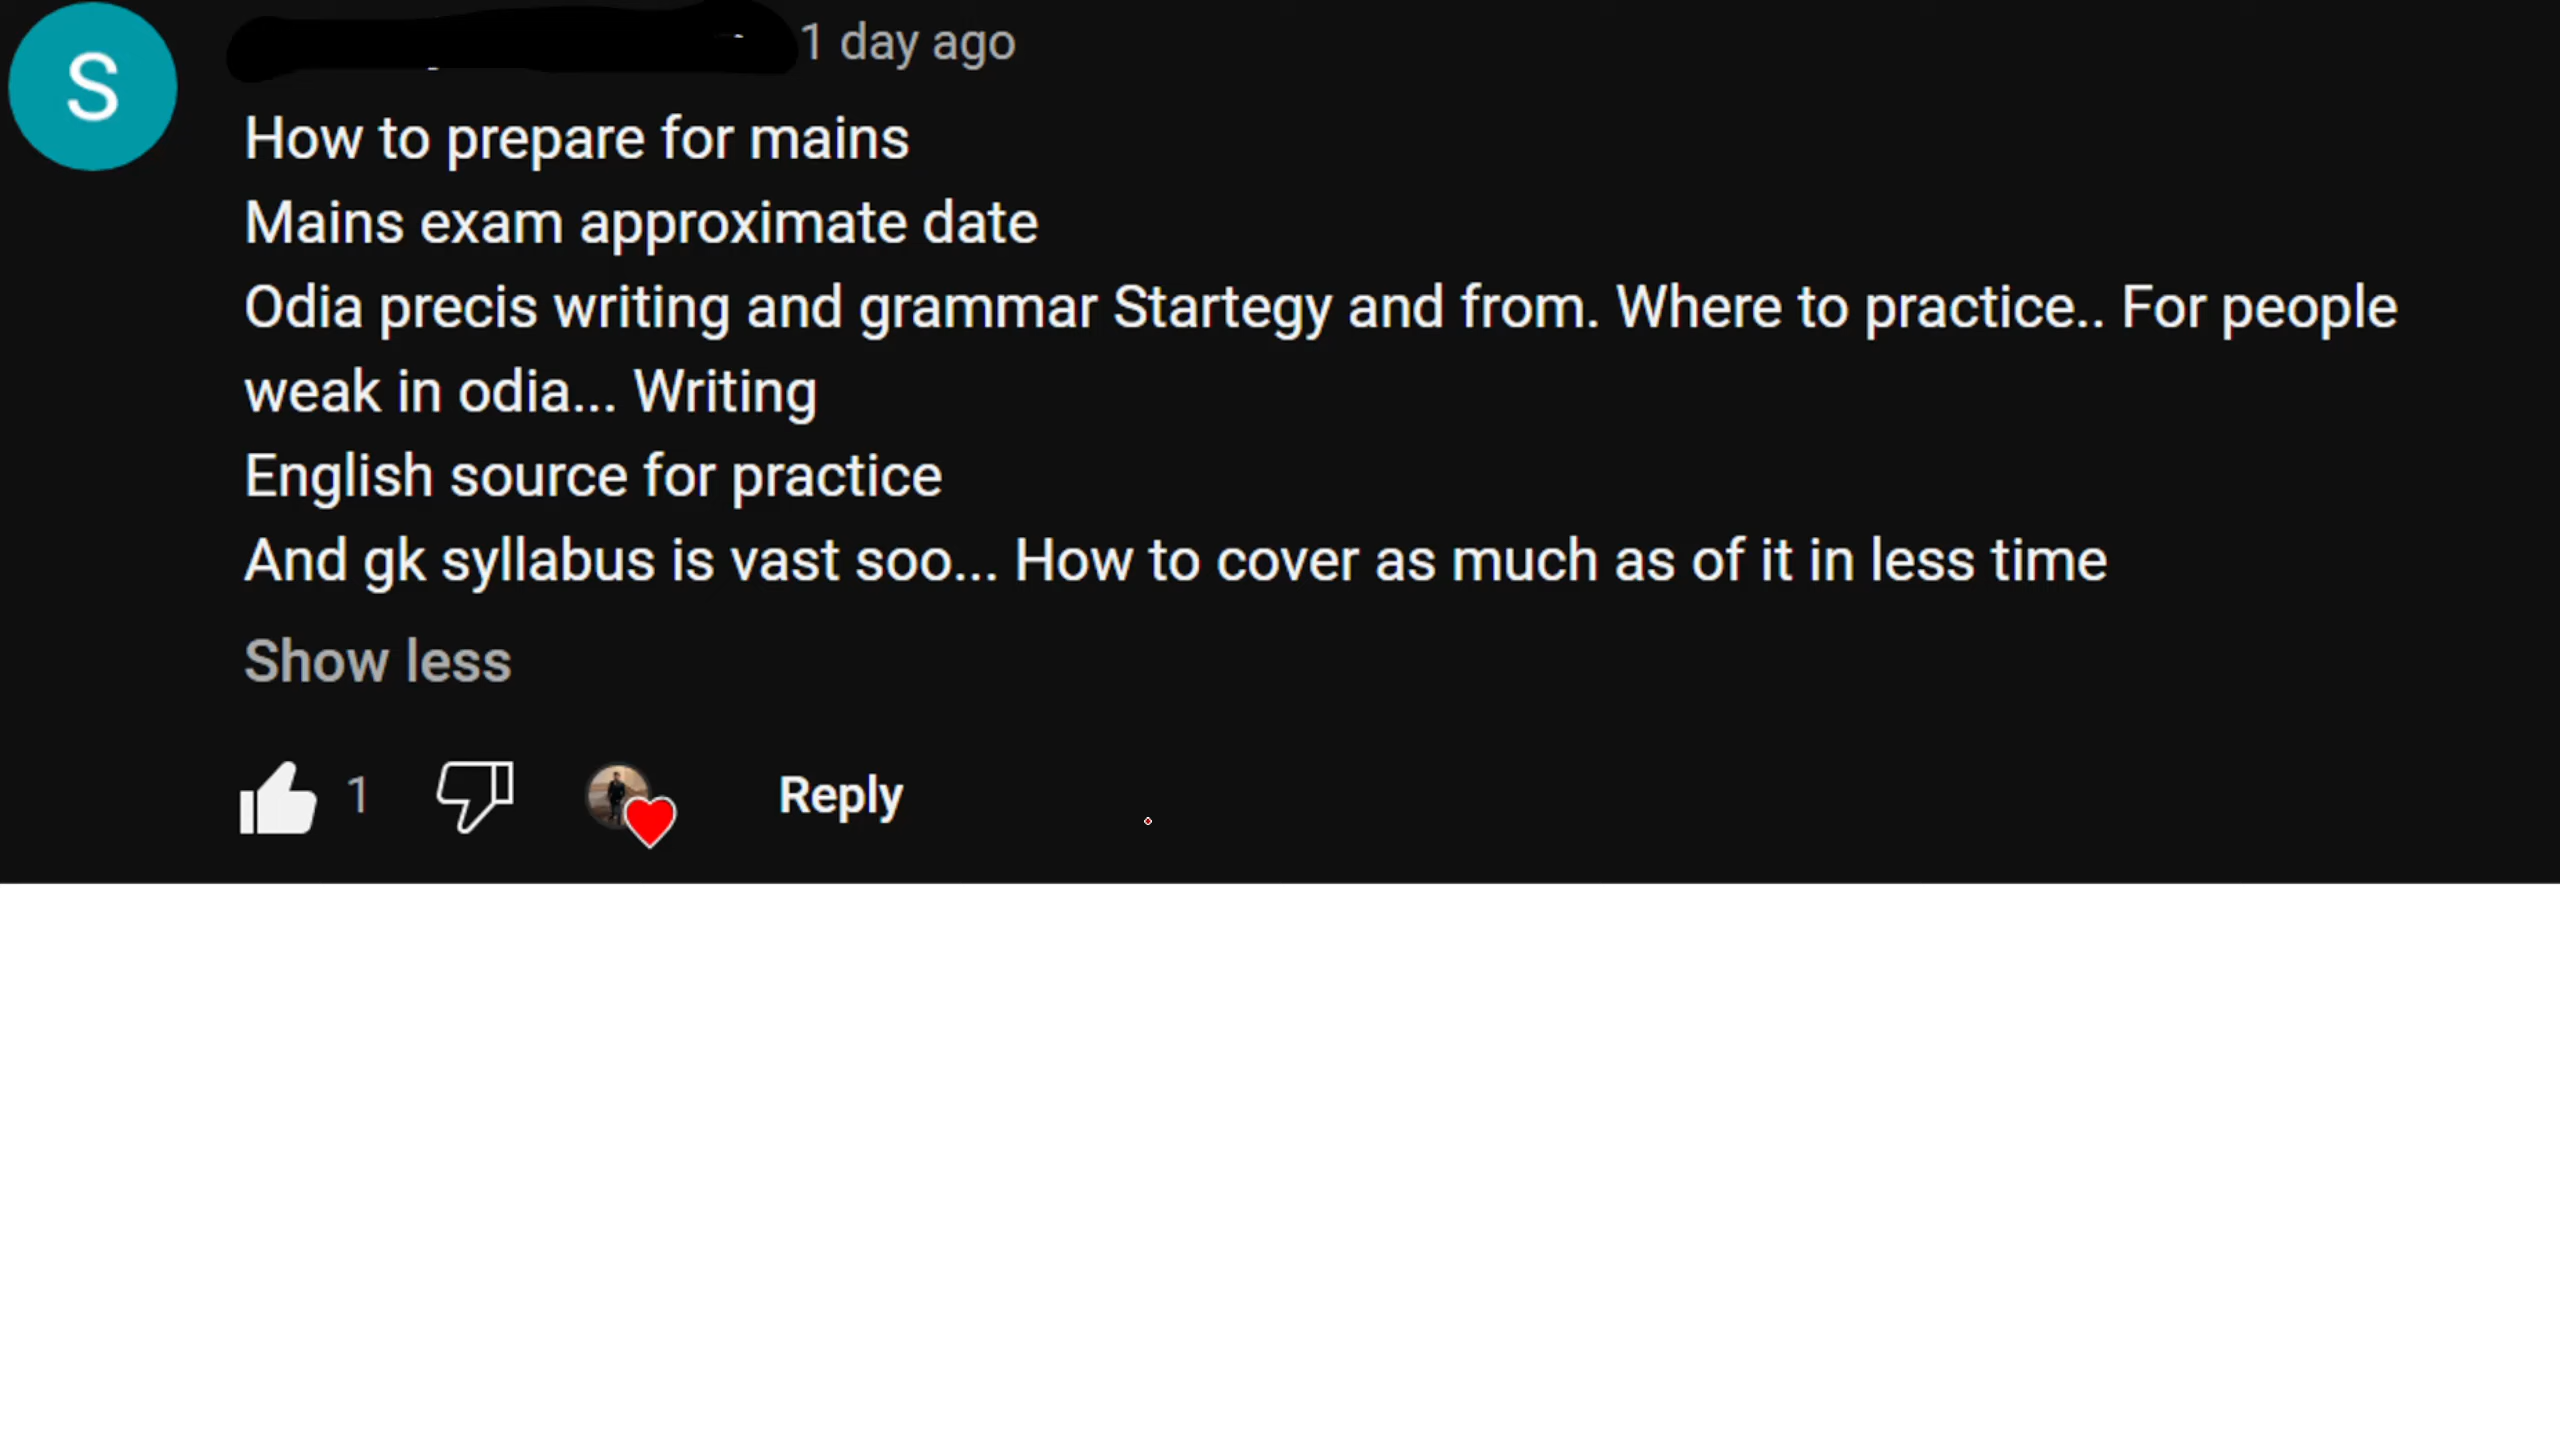 S
1 day ago
How to prepare for mains
Mains exam approximate date
Odia precis writing and grammar Startegy and from. Where to practice.. For people
weak in odia... Writing
English source for practice
And gk syllabus is vast soo... How to cover as much as of it in less time
Show less
1
Reply